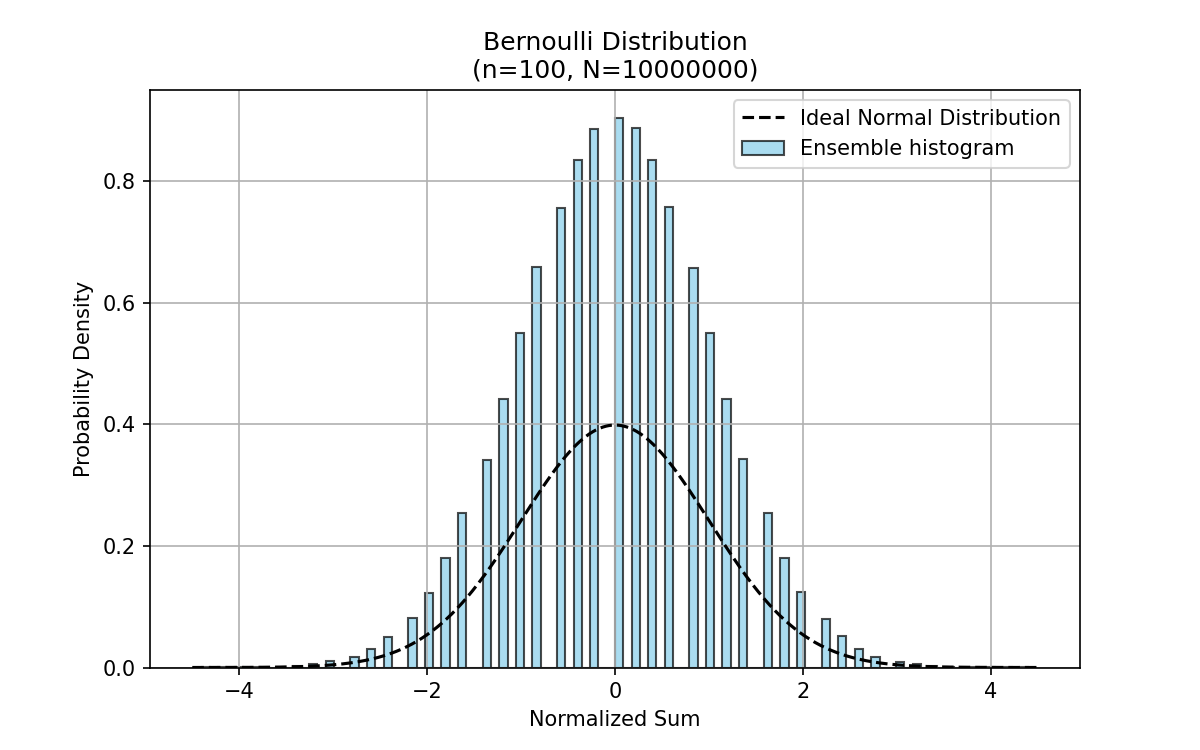 Bernoulli Distribution
(n=100, N=10000000)
Ideal Normal Distribution
Ensemble histogram
Probability Density
0.8
0.6
0.4
0.2
0.0
−4
−2
0
2
4
Normalized Sum